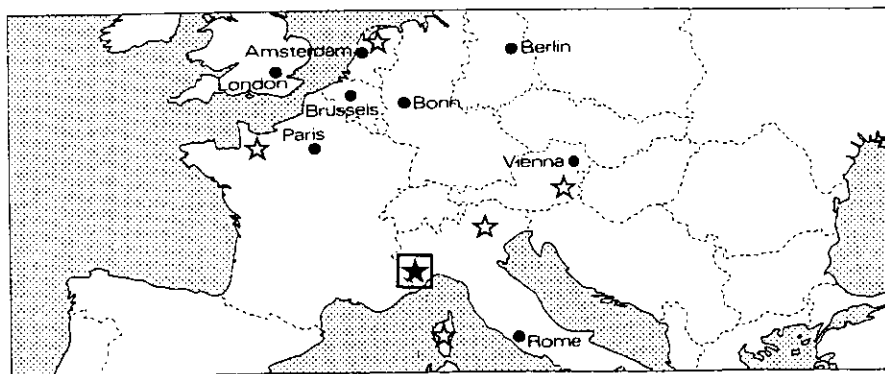 Amsterdam
Berlin
London
Brussels
Bonn
Paris
Vienna
Rome